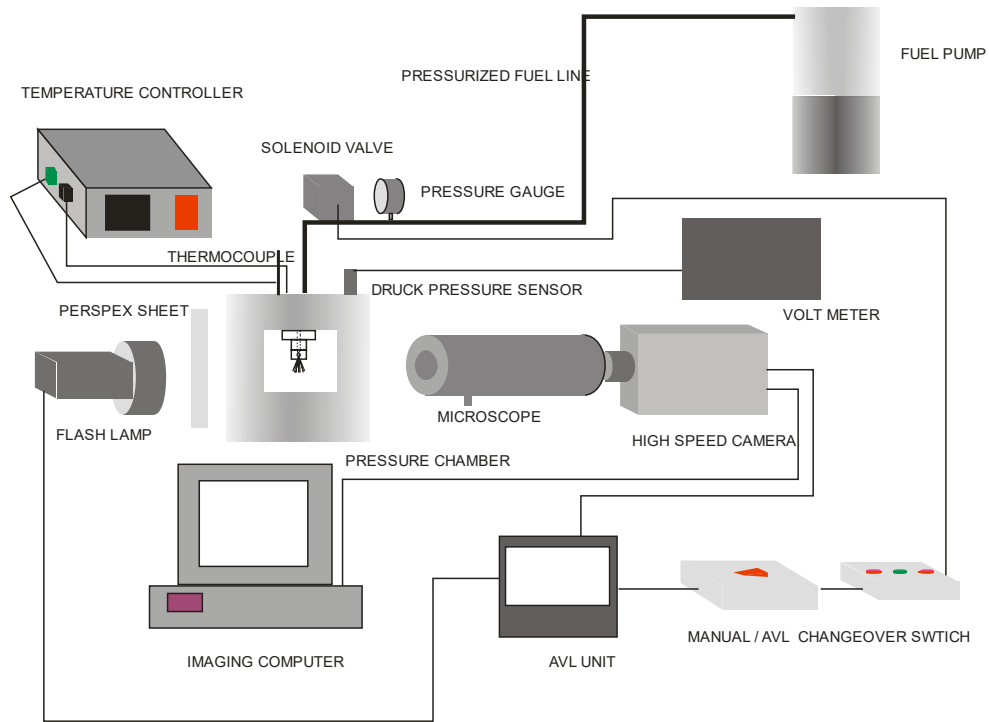 FUEL PUMP
PRESSURIZED FUEL LINE
TEMPERATURE CONTROLLER
SOLENOID VALVE
PRESSURE GAUGE
THERMOCOUPLE
DRUCK PRESSURE SENSOR
PERSPEX SHEET
VOLT METER
MICROSCOPE
FLASH LAMP
HIGH SPEED CAMERA
PRESSURE CHAMBER
MANUAL / AVL CHANGEOVER SWTICH
IMAGING COMPUTER
AVL UNIT